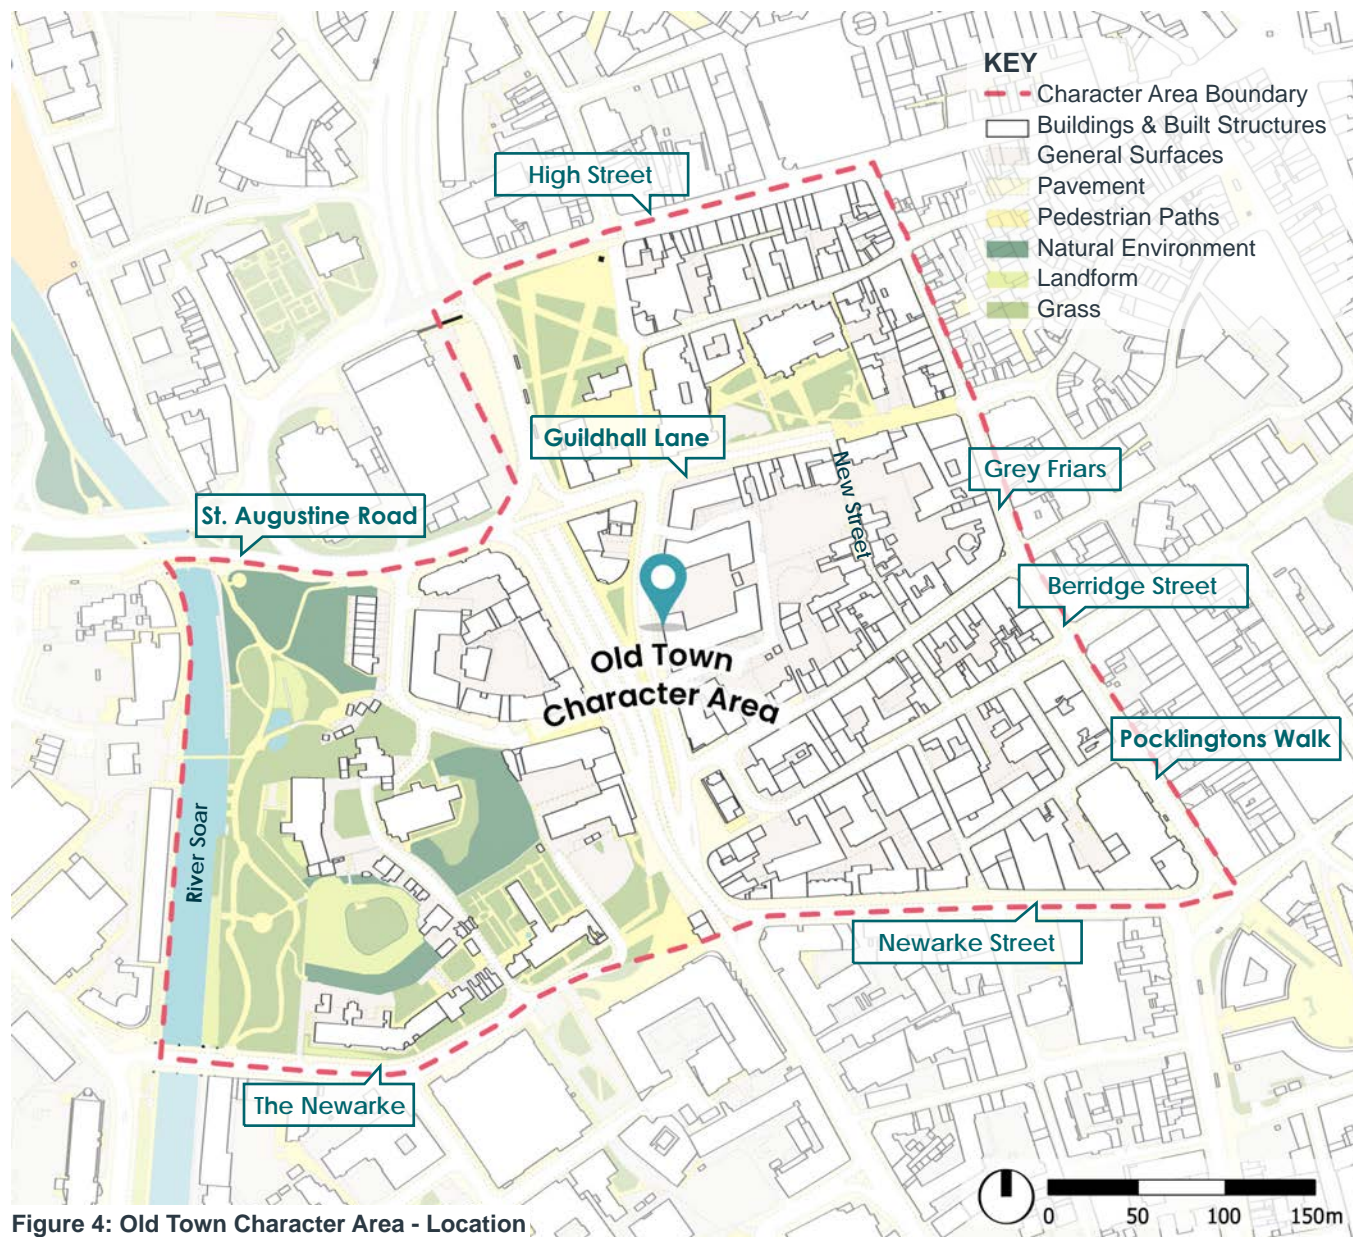 KEY
Character Area Boundary
Buildings & Built Structures
General Surfaces
Pavement
Pedestrian Paths
Natural Environment
Landform
Grass
High Street
Guildhall Lane
New Street
Grey Friars
St. Augustine Road
Berridge Street
Old Town
Character Area
Pocklingtons Walk
River Soar
Newarke Street
The Newarke
0 50 100 150m
Figure 4: Old Town Character Area - Location